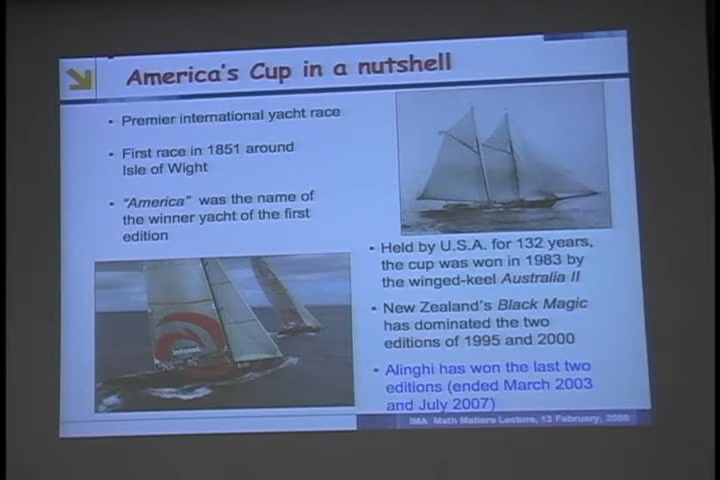 America's Cup in a nutshell
• Premier international yacht race
• First race in 1851 around
Isle of Wight
• "America" was the name of
the winner yacht of the first
edition
• Held by U.S.A. for 132 years,
the cup was won in 1983 by
the winged-keel Australia II
• New Zealand's Black Magic
has dominated the two
editions of 1995 and 2000
• Alinghi has won the last two
editions (ended March 2003
and July 2007)
IMA Math Matters Lecture, 13 February,